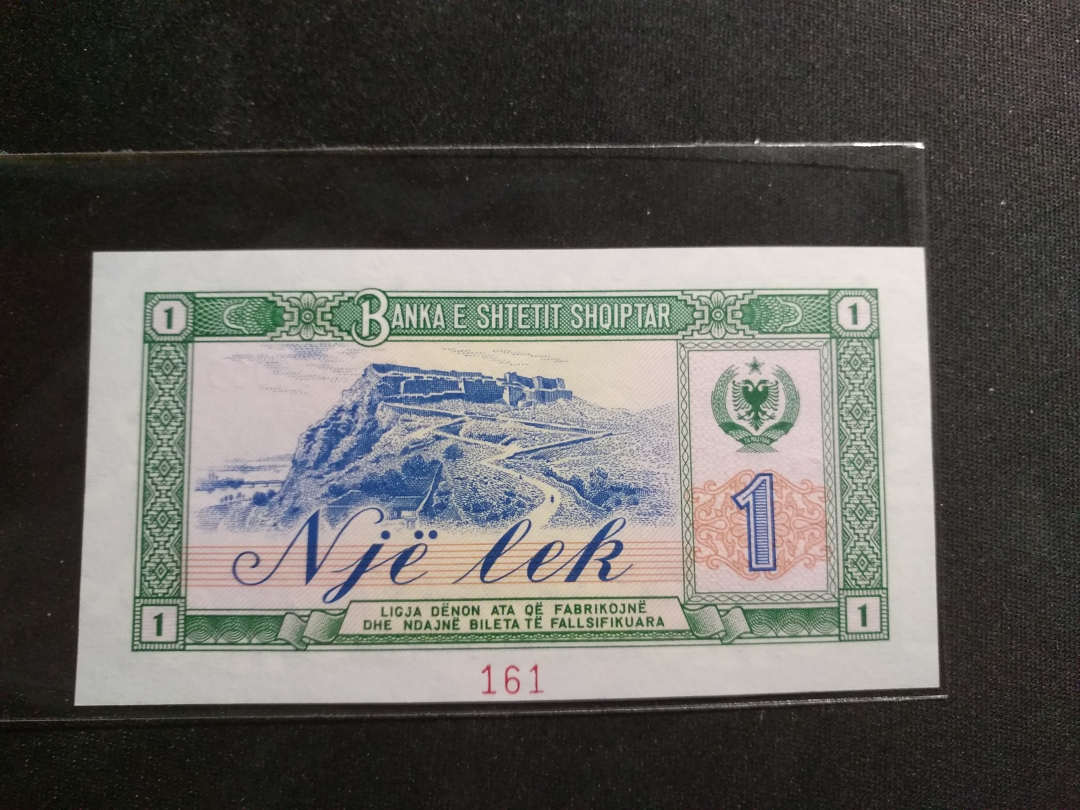 1 BANKA E SHTETIT SHQIPTAR 1
1
Një lek
1 LIGJA DËNON ATA QË FABRIKOJNË 1
DHE NDAJNË BILETA TË FALLSIFIKUARA
161